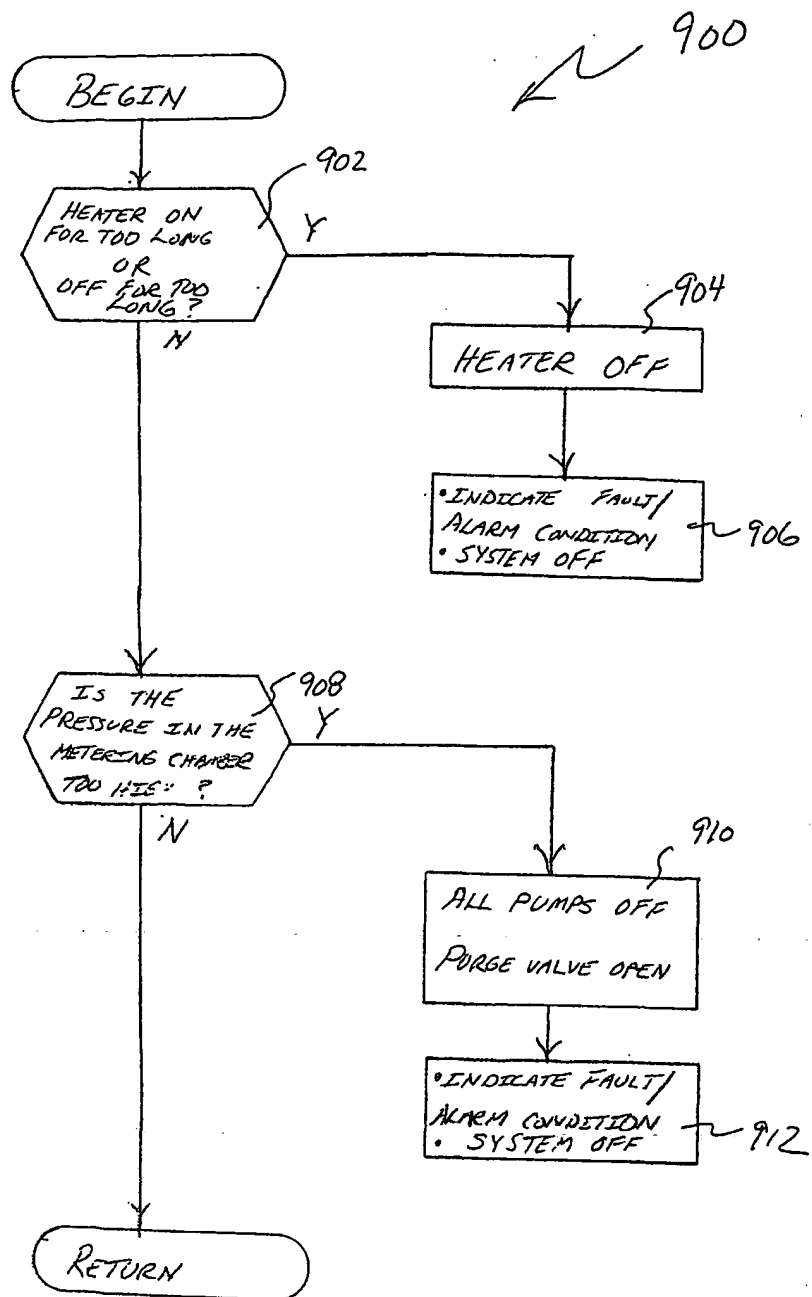 900
BEGIN
902
HEATER ON
FOR TOO LONG
OR
OFF FOR TOO
LONG?
Y
N
904
HEATER OFF
• INDICATE FAULT/
ALARM CONDITION
• SYSTEM OFF
906
908
IS THE
PRESSURE IN THE
METERING CHAMBER
TOO ?
Y
N
910
ALL PUMPS OFF
PURGE VALVE OPEN
• INDICATE FAULT/
ALARM CONDITION
• SYSTEM OFF
912
RETURN